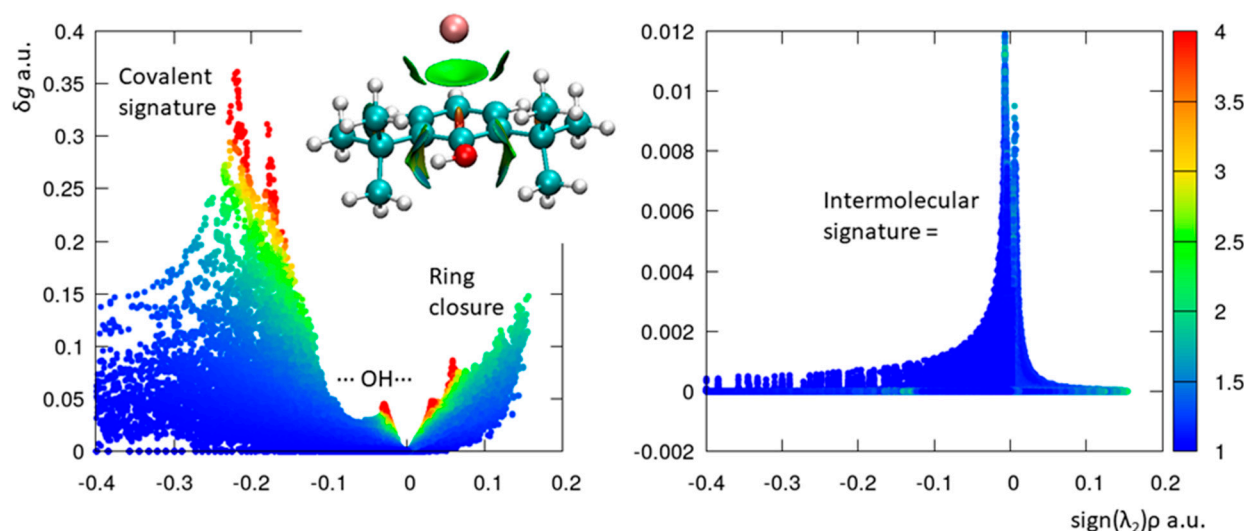 0.4
0.35
0.3
0.25
0.2
0.15
0.1
0.05
0
δg a.u.
Covalent
signature
Ring
closure
··· OH···
-0.4 -0.3 -0.2 -0.1 0 0.1 0.2
0.012
0.01
0.008
0.006
0.004
0.002
0
-0.002
Intermolecular
signature =
-0.4 -0.3 -0.2 -0.1 0 0.1 0.2
sign(λ₂)ρ a.u.
4
3.5
3
2.5
2
1.5
1